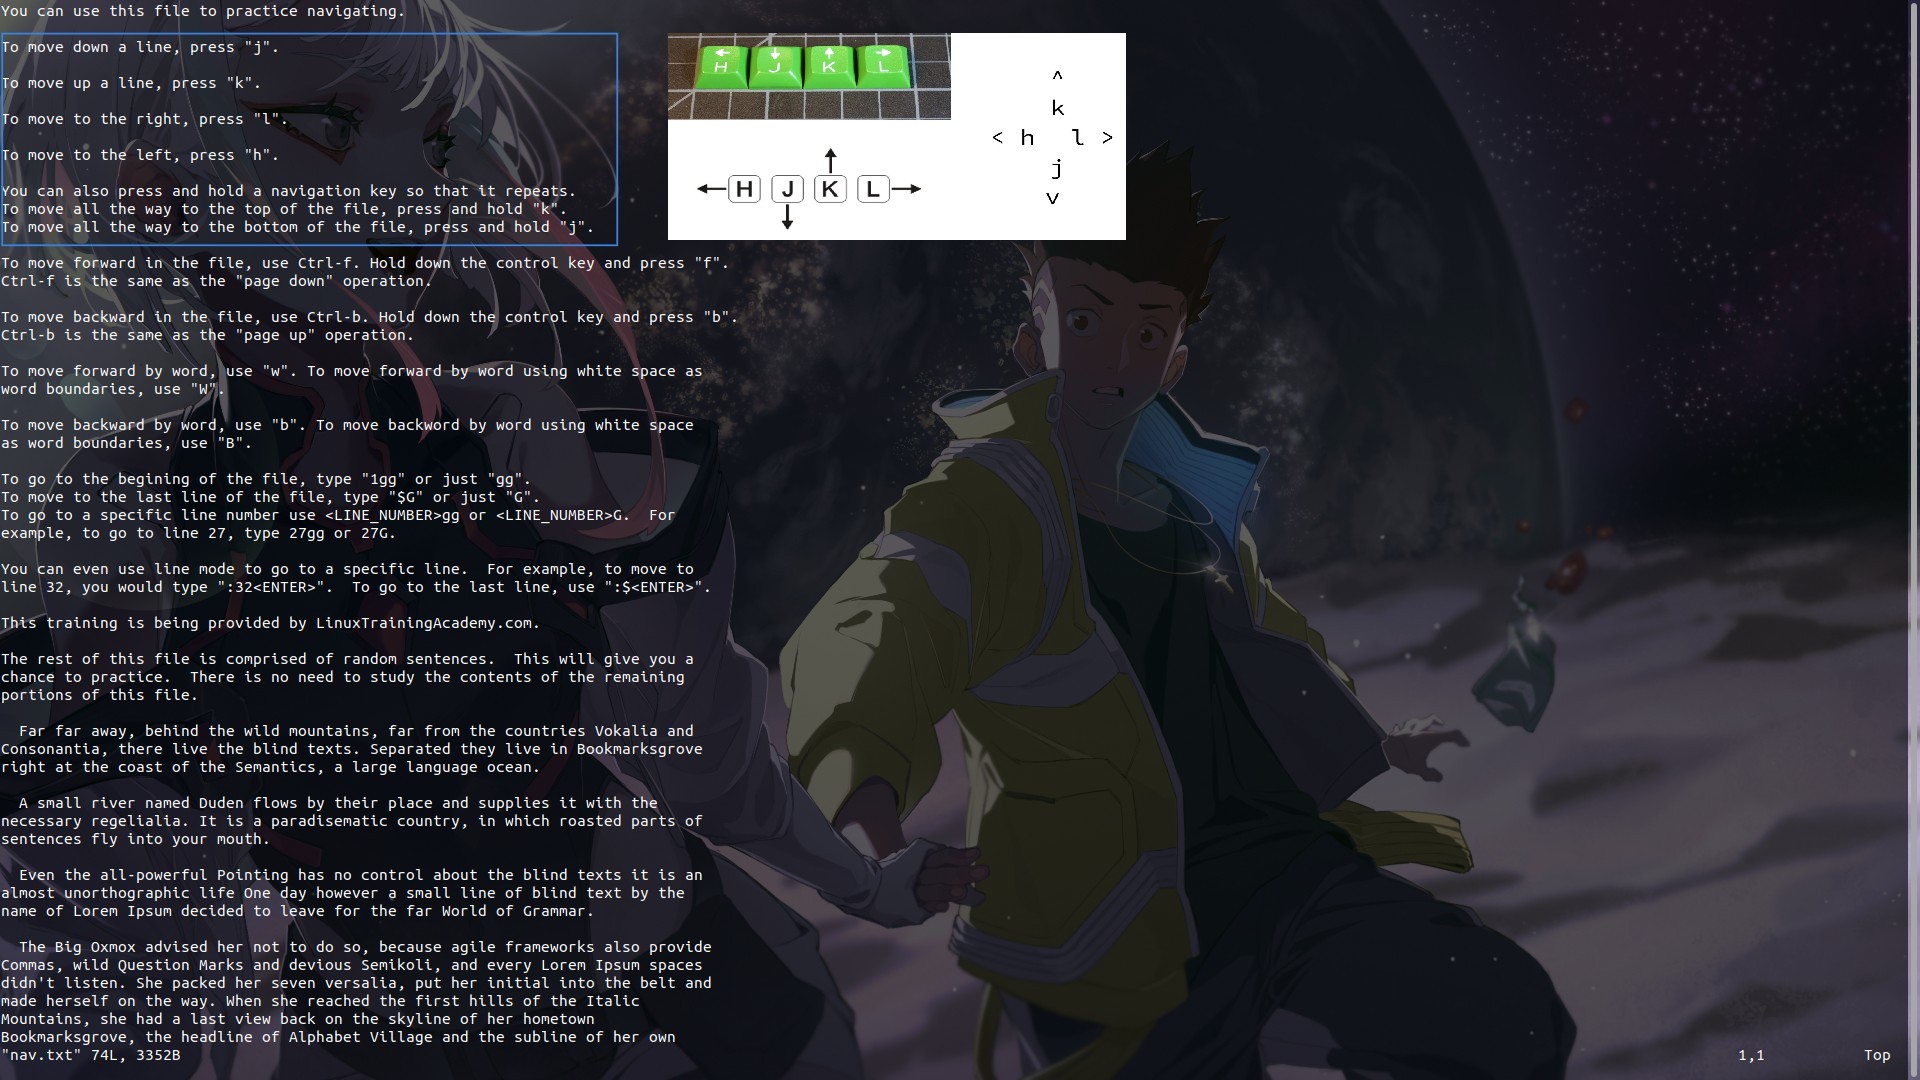 You can use this file to practice navigating.
To move down a line, press "j".
To move up a line, press "k".
To move to the right, press "l".
To move to the left, press "h".
You can also press and hold a navigation key so that it repeats.
To move all the way to the top of the file, press and hold "k".
To move all the way to the bottom of the file, press and hold "j".
H J K L
^
k
< h l >
j
v
H J K L
To move forward in the file, use Ctrl-f. Hold down the control key and press "f".
Ctrl-f is the same as the "page down" operation.
To move backward in the file, use Ctrl-b. Hold down the control key and press "b".
Ctrl-b is the same as the "page up" operation.
To move forward by word, use "w". To move forward by word using white space as
word boundaries, use "W".
To move backward by word, use "b". To move backword by word using white space
as word boundaries, use "B".
To go to the begining of the file, type "1gg" or just "gg".
To move to the last line of the file, type "$G" or just "G".
To go to a specific line number use <LINE_NUMBER>gg or <LINE_NUMBER>G.  For
example, to go to line 27, type 27gg or 27G.
You can even use line mode to go to a specific line.  For example, to move to
line 32, you would type ":32<ENTER>".  To go to the last line, use ":$<ENTER>".
This training is being provided by LinuxTrainingAcademy.com.
The rest of this file is comprised of random sentences.  This will give you a
chance to practice.  There is no need to study the contents of the remaining
portions of this file.
Far far away, behind the wild mountains, far from the countries Vokalia and
Consonantia, there live the blind texts. Separated they live in Bookmarksgrove
right at the coast of the Semantics, a large language ocean.
A small river named Duden flows by their place and supplies it with the
necessary regelialia. It is a paradisematic country, in which roasted parts of
sentences fly into your mouth.
Even the all-powerful Pointing has no control about the blind texts it is an
almost unorthographic life One day however a small line of blind text by the
name of Lorem Ipsum decided to leave for the far World of Grammar.
The Big Oxmox advised her not to do so, because agile frameworks also provide
Commas, wild Question Marks and devious Semikoli, and every Lorem Ipsum spaces
didn't listen. She packed her seven versalia, put her initial into the belt and
made herself on the way. When she reached the first hills of the Italic
Mountains, she had a last view back on the skyline of her hometown
Bookmarksgrove, the headline of Alphabet Village and the subline of her own
"nav.txt" 74L, 3352B 1,1 Top